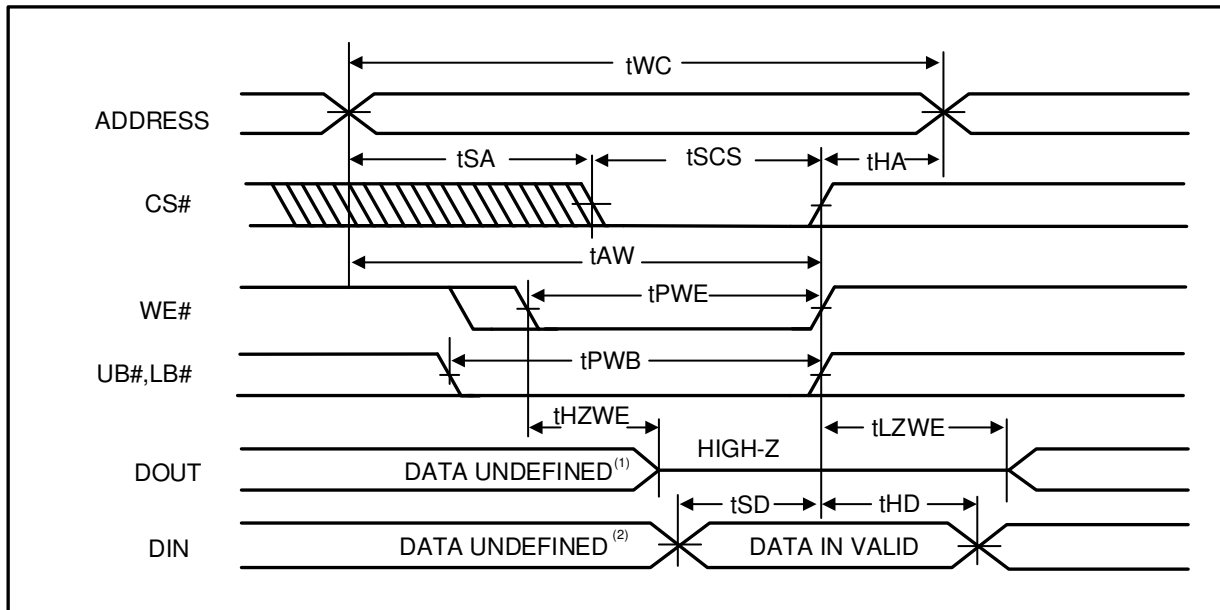 tWC
ADDRESS
tSA
tSCS
tHA
CS#
tAW
WE#
tPWE
UB#,LB#
tPWB
tHZWE
tLZWE
DOUT
DATA UNDEFINED(1)
HIGH-Z
tSD
tHD
DIN
DATA UNDEFINED(2)
DATA IN VALID